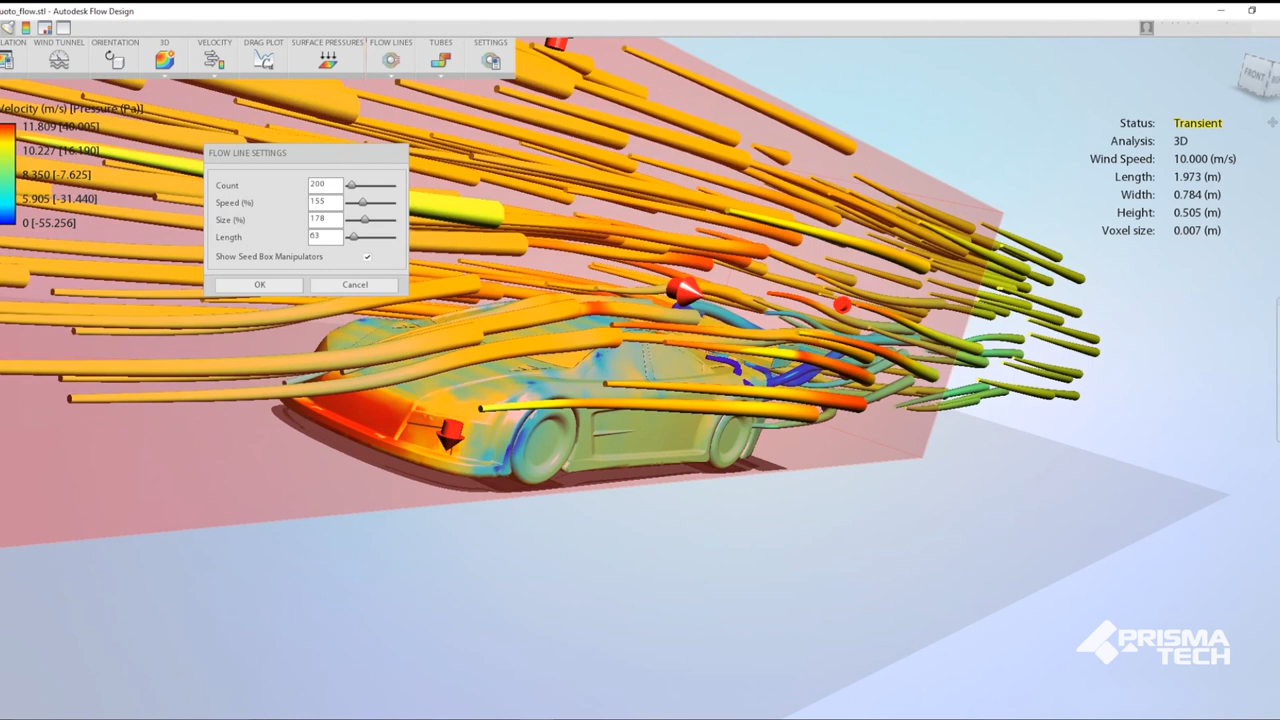 uoto_flow.stl - Autodesk Flow Design
LATION WIND TUNNEL ORIENTATION 3D VELOCITY DRAG PLOT SURFACE PRESSURES FLOW LINES TUBES SETTINGS
Velocity (m/s) [Pressure (Pa)]
11.809 [40.005]
10.227 [16.190]
8.350 [-7.625]
5.905 [-31.440]
0 [-55.256]
FLOW LINE SETTINGS
Count 200
Speed (%) 155
Size (%) 178
Length 63
Show Seed Box Manipulators
OK Cancel
FRONT
Status: Transient
Analysis: 3D
Wind Speed: 10.000 (m/s)
Length: 1.973 (m)
Width: 0.784 (m)
Height: 0.505 (m)
Voxel size: 0.007 (m)
PRISMA
TECH